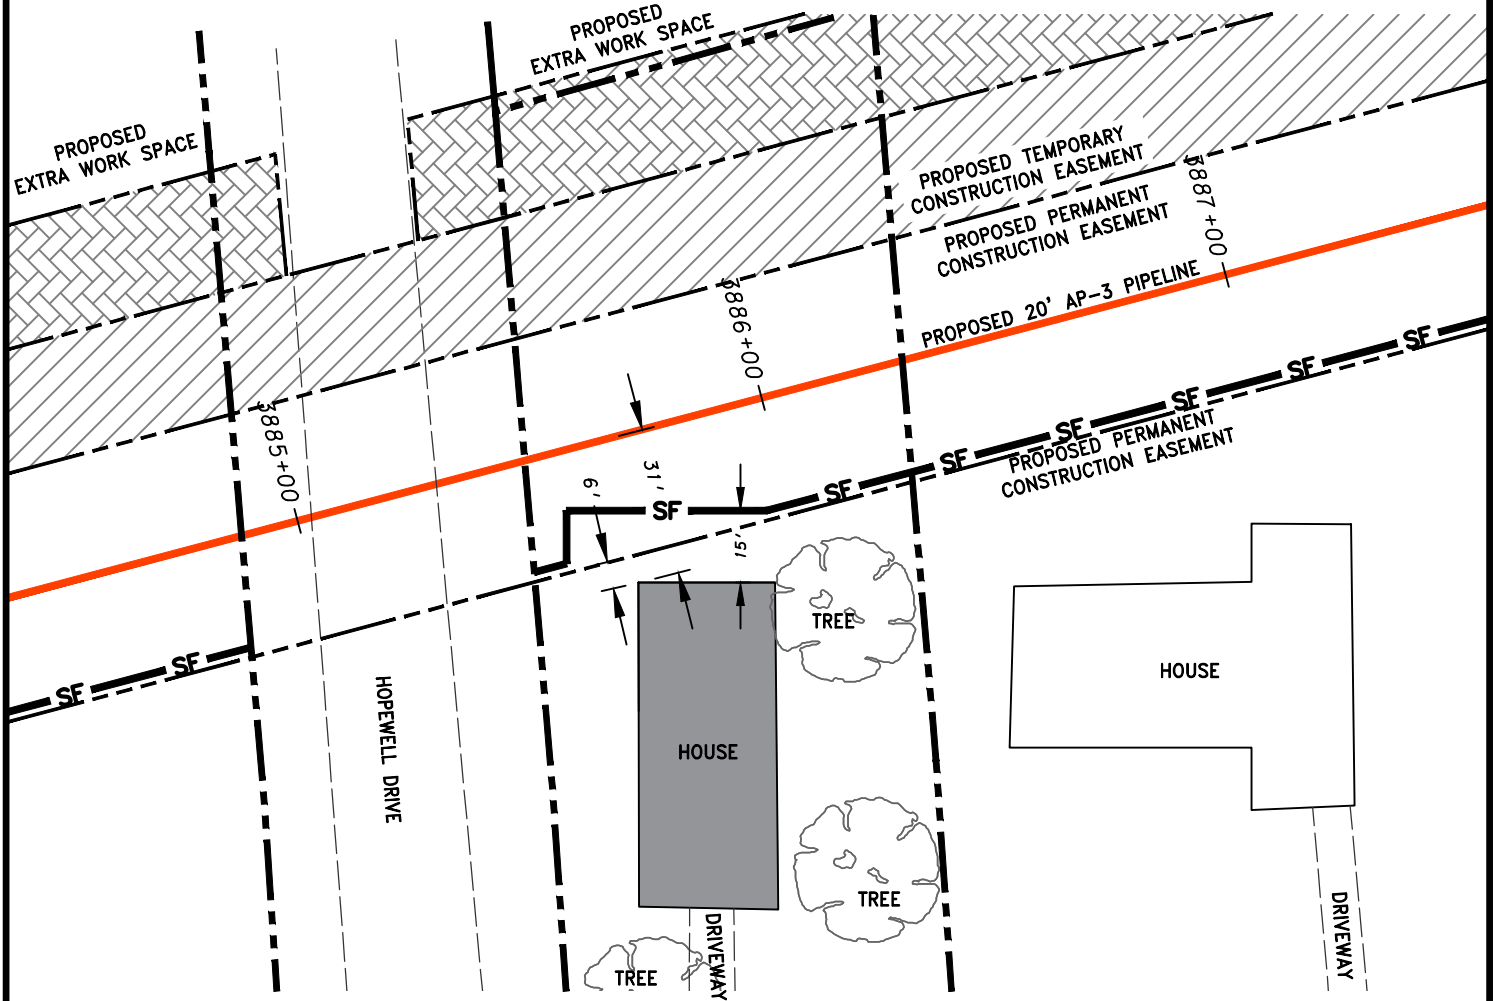 PROPOSED
EXTRA WORK SPACE
PROPOSED
EXTRA WORK SPACE
PROPOSED TEMPORARY
CONSTRUCTION EASEMENT
PROPOSED PERMANENT
CONSTRUCTION EASEMENT
3887+00
PROPOSED 20' AP-3 PIPELINE
3886+00
3885+00
SF
SF
SF
SF
SF
PROPOSED PERMANENT
CONSTRUCTION EASEMENT
SF
SF
31'
6'
15'
SF
SF
TREE
HOUSE
HOPEWELL DRIVE
HOUSE
TREE
DRIVEWAY
DRIVEWAY
TREE